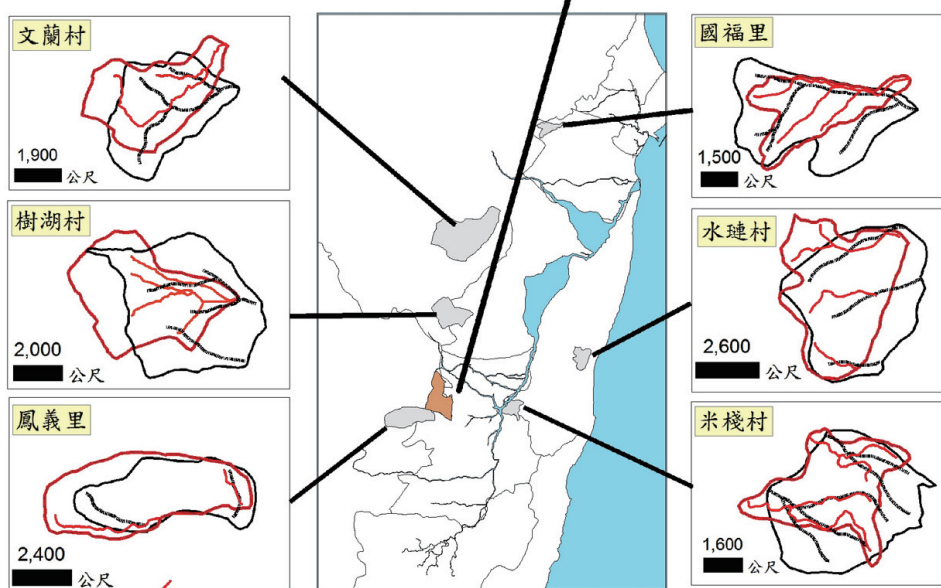 文蘭村
1,900
公尺
樹湖村
2,000
公尺
鳳義里
2,400
公尺
國福里
1,500
公尺
水璉村
2,600
公尺
米棧村
1,600
公尺